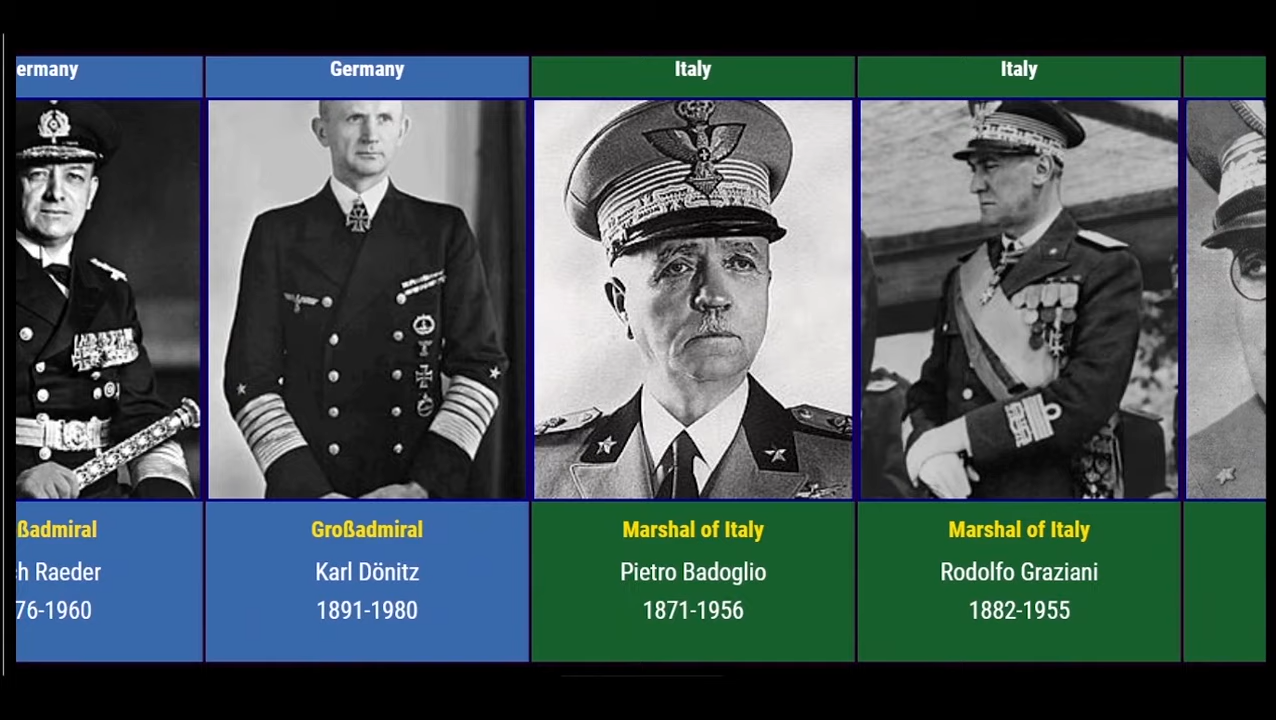 ermany
Germany
Italy
Italy
ßadmiral
Großadmiral
Marshal of Italy
Marshal of Italy
h Raeder
Karl Dönitz
Pietro Badoglio
Rodolfo Graziani
76-1960
1891-1980
1871-1956
1882-1955